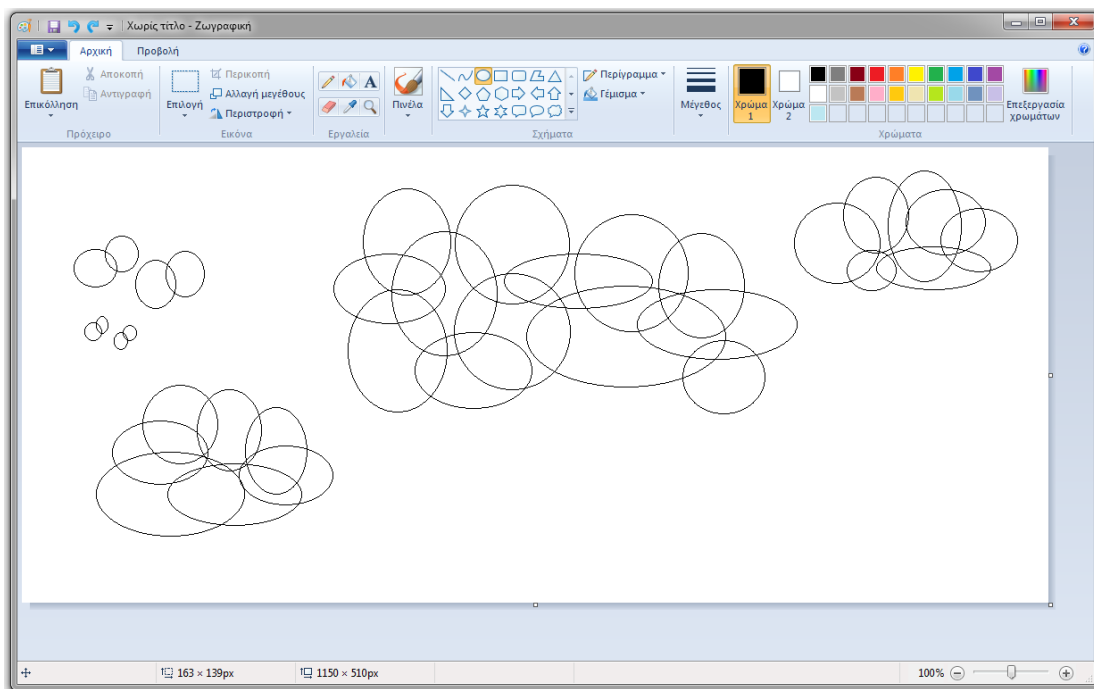 Χωρίς τίτλο - Ζωγραφική
Αρχική Προβολή
Επικόλληση
Αποκοπή
Αντιγραφή
Πρόχειρο
Επιλογή
Περικοπή
Αλλαγή μεγέθους
Περιστροφή
Εικόνα
A
Εργαλεία
Πινέλα
Περίγραμμα
Γέμισμα
Σχήματα
Μέγεθος
Χρώμα
1
Χρώμα
2
Επεξεργασία
χρωμάτων
Χρώματα
163 × 139px 1150 × 510px 100%